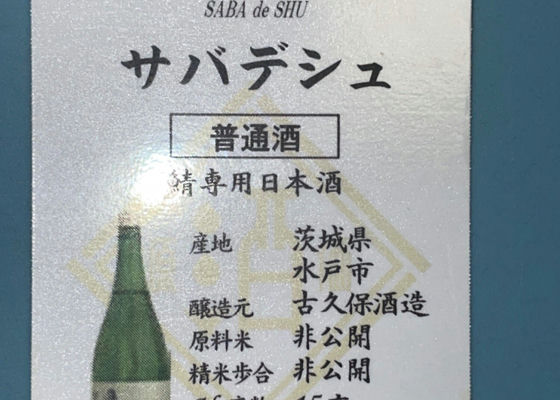 SABA de SHU
サバデシュ
普通酒
鯖専用日本酒
産地 茨城県
水戸市
醸造元 古久保酒造
原料米 非公開
精米歩合 非公開